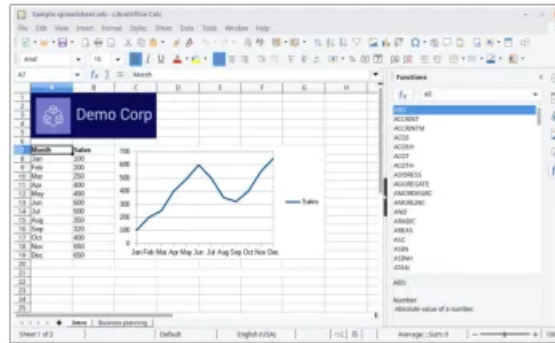 Sample spreadsheet.ods - LibreOffice Calc
File Edit View Insert Format Styles Sheet Data Tools Window Help
Arial
10
A7
Month
Functions
All
A B C D E F G H
Demo Corp
Month Sales
Jan 100
Feb 200
Mar 250
Apr 400
May 490
Jun 600
Jul 500
Aug 350
Sep 320
Oct 400
Nov 550
Dec 650
700
600
500
400
300
200
100
0
Jan Feb Mar Apr May Jun Jul Aug Sep Oct Nov Dec
Sales
ABS
ACCRINT
ACCRINTM
ACOS
ACOSH
ACOT
ACOTH
ADDRESS
AGGREGATE
AMORDEGRC
AMORLINC
AND
ARABIC
AREAS
ASC
ASIN
ASINH
ATAN
ABS:
Number
Absolute value of a number.
Intro Business planning
Sheet 1 of 2
Default
English (USA)
Average: ; Sum: 0